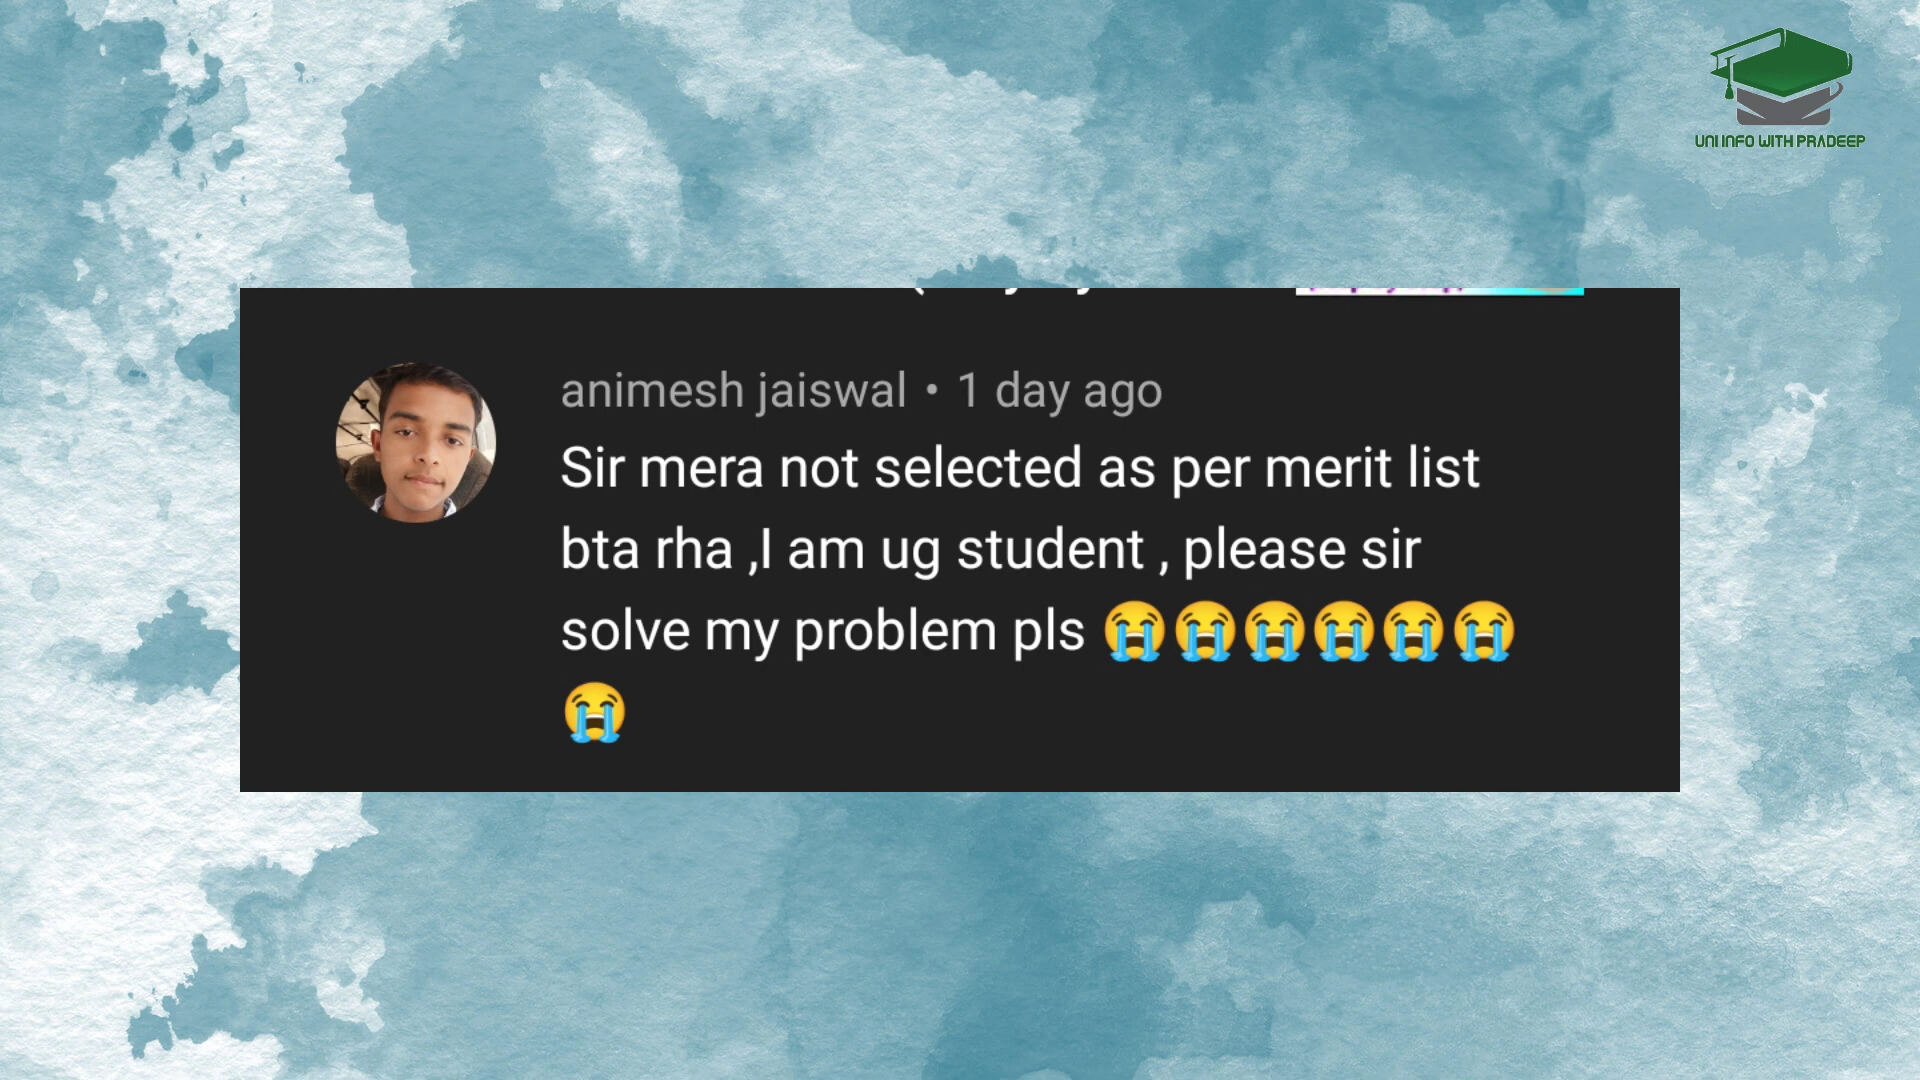 UNI INFO WITH PRADEEP
animesh jaiswal • 1 day ago
Sir mera not selected as per merit list
bta rha ,I am ug student , please sir
solve my problem pls 😭😭😭😭😭😭
😭